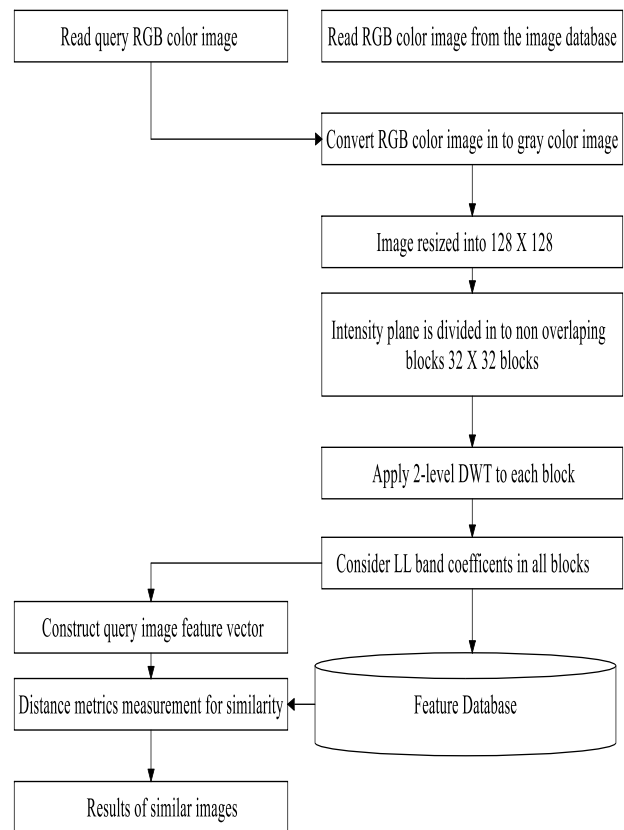 Read query RGB color image
Read RGB color image from the image database
Convert RGB color image in to gray color image
Image resized into 128 X 128
Intensity plane is divided in to non overlaping
blocks 32 X 32 blocks
Apply 2-level DWT to each block
Consider LL band coefficents in all blocks
Construct query image feature vector
Distance metrics measurement for similarity
Feature Database
Results of similar images